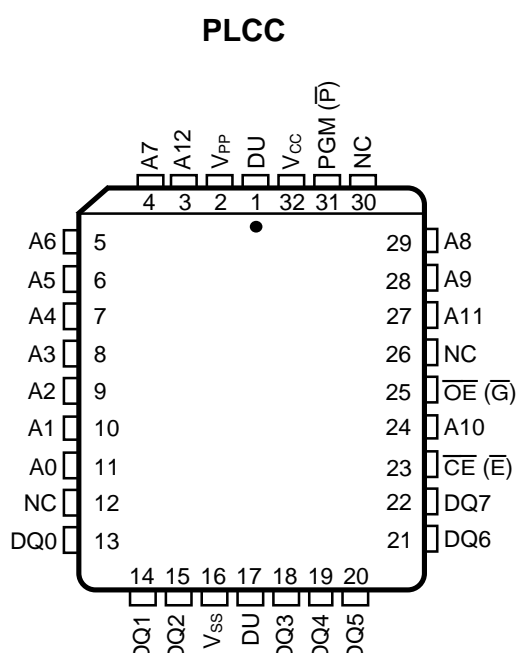 PLCC
A7 A12 VPP DU VCC PGM (P̅) NC
4 3 2 1 32 31 30
A6 5 29 A8
A5 6 28 A9
A4 7 27 A11
A3 8 26 NC
A2 9 25 O̅E̅ (G̅)
A1 10 24 A10
A0 11 23 C̅E̅ (E̅)
NC 12 22 DQ7
DQ0 13 21 DQ6
14 15 16 17 18 19 20
DQ1 DQ2 VSS DU DQ3 DQ4 DQ5